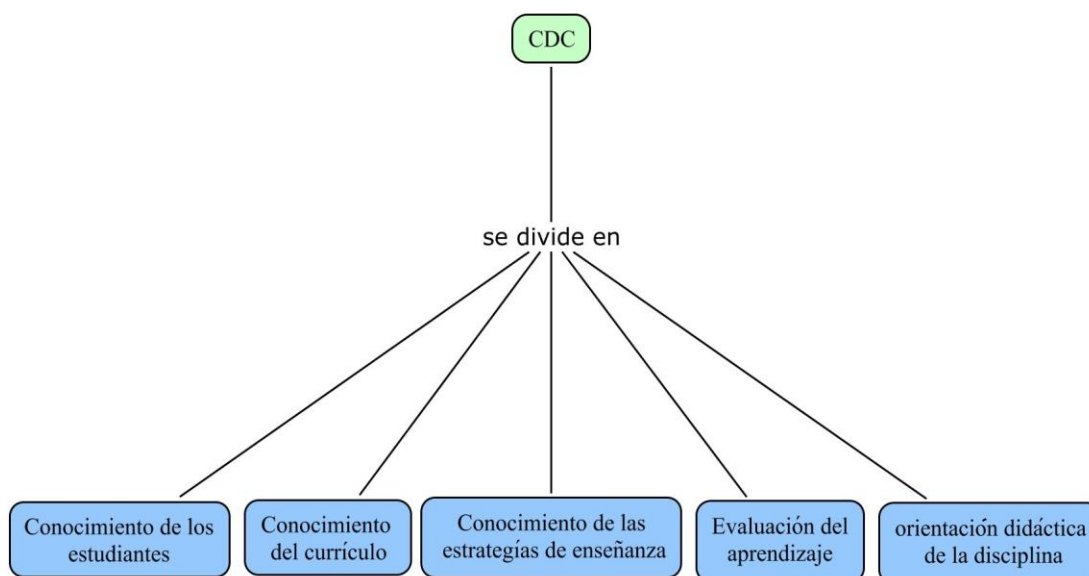 CDC
se divide en
Conocimiento de los
estudiantes
Conocimiento
del currículo
Conocimiento de las
estrategías de enseñanza
Evaluación del
aprendizaje
orientación didáctica
de la disciplina